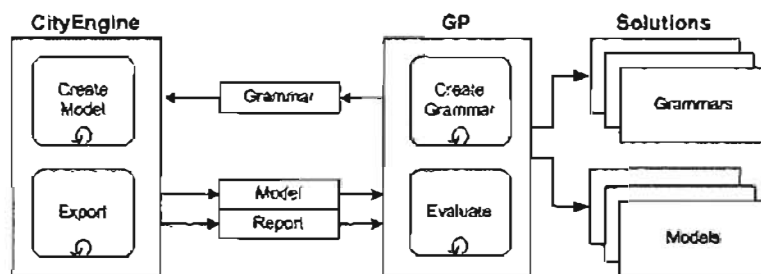 CityEngine
GP
Solutions
Create
Model
Grammar
Create
Grammar
Grammars
Export
Model
Report
Evaluate
Models